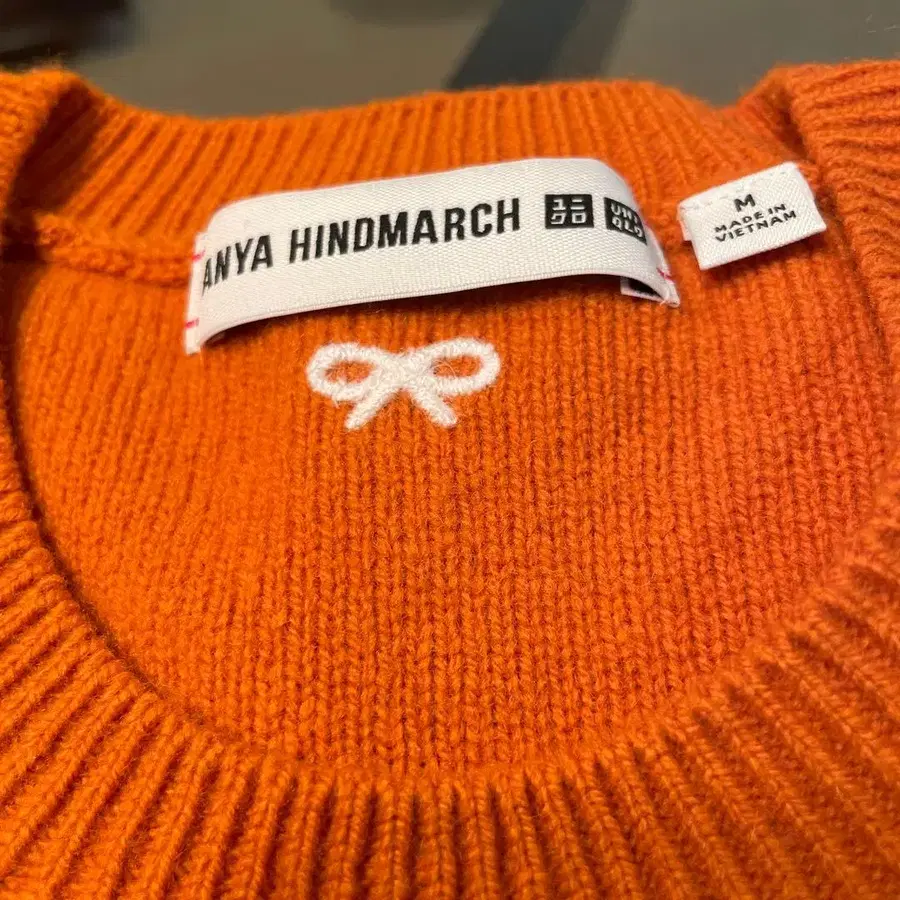 ANYA HINDMARCH ユニクロ UNI QLO
M
MADE IN
VIETNAM